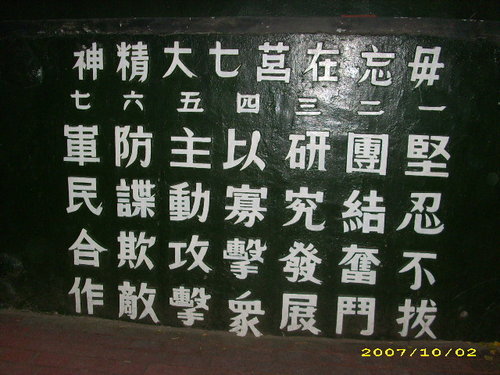 毋忘在莒七大精神
一 堅忍不拔
二 團結奮鬥
三 研究發展
四 以寡擊衆
五 主動攻擊
六 防諜欺敵
七 軍民合作
2007/10/02